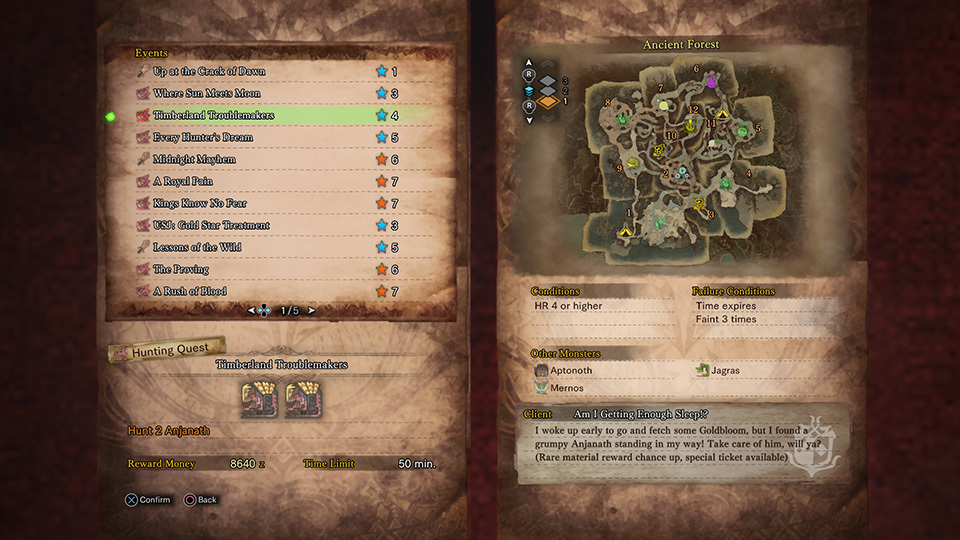 Events
Up at the Crack of Dawn 1
Where Sun Meets Moon 3
Timberland Troublemakers 4
Every Hunter's Dream 5
Midnight Mayhem 6
A Royal Pain 7
Kings Know No Fear 7
USJ: Gold Star Treatment 3
Lessons of the Wild 5
The Proving 6
A Rush of Blood 7
1/5
Hunting Quest
Timberland Troublemakers
Hunt 2 Anjanath
Reward Money 8640 z Time Limit 50 min.
Confirm Back
Ancient Forest
R
R
3
2
1
6
7
8
12
11
5
10
9
2
4
1
3
Conditions
HR 4 or higher
Failure Conditions
Time expires
Faint 3 times
Other Monsters
Aptonoth Jagras
Mernos
Client Am I Getting Enough Sleep!?
I woke up early to go and fetch some Goldbloom, but I found a
grumpy Anjanath standing in my way! Take care of him, will ya?
(Rare material reward chance up, special ticket available)